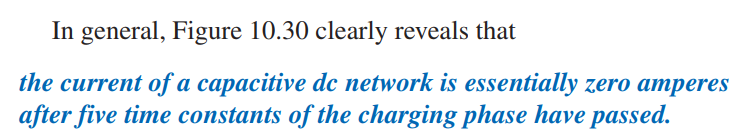 In general, Figure 10.30 clearly reveals that
the current of a capacitive dc network is essentially zero amperes
after five time constants of the charging phase have passed.